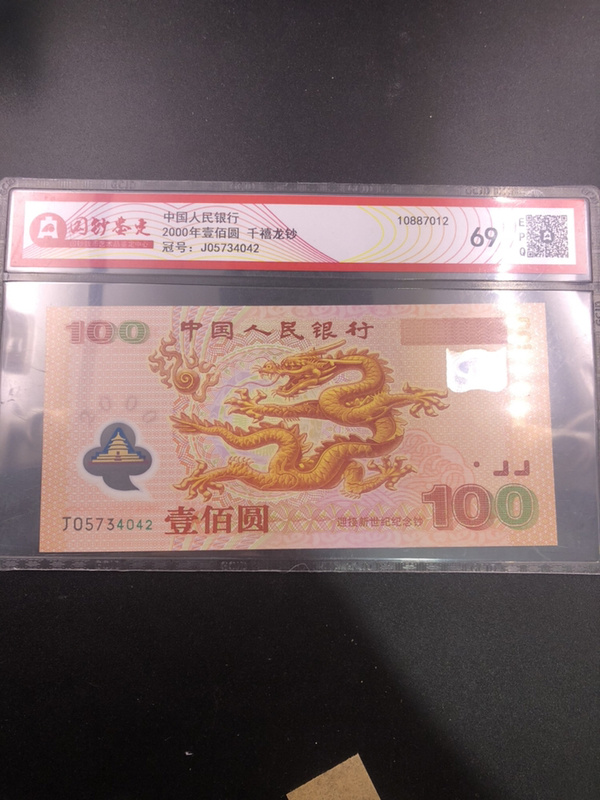 国钞鉴定
中国人民银行
2000年壹佰圆 千禧龙钞
冠号：J05734042
10887012
69
E
P
Q
100
中国人民银行
2000
J05734042
壹佰圆
迎接新世纪纪念钞
100